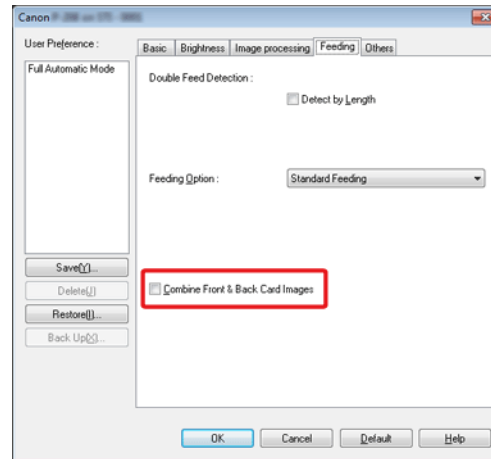 Canon
User Preference :
Full Automatic Mode
Save(Y)...
Delete(J)
Restore(I)...
Back Up(X)...
Basic Brightness Image processing Feeding Others
Double Feed Detection :
Detect by Length
Feeding Option : Standard Feeding
Combine Front & Back Card Images
OK Cancel Default Help